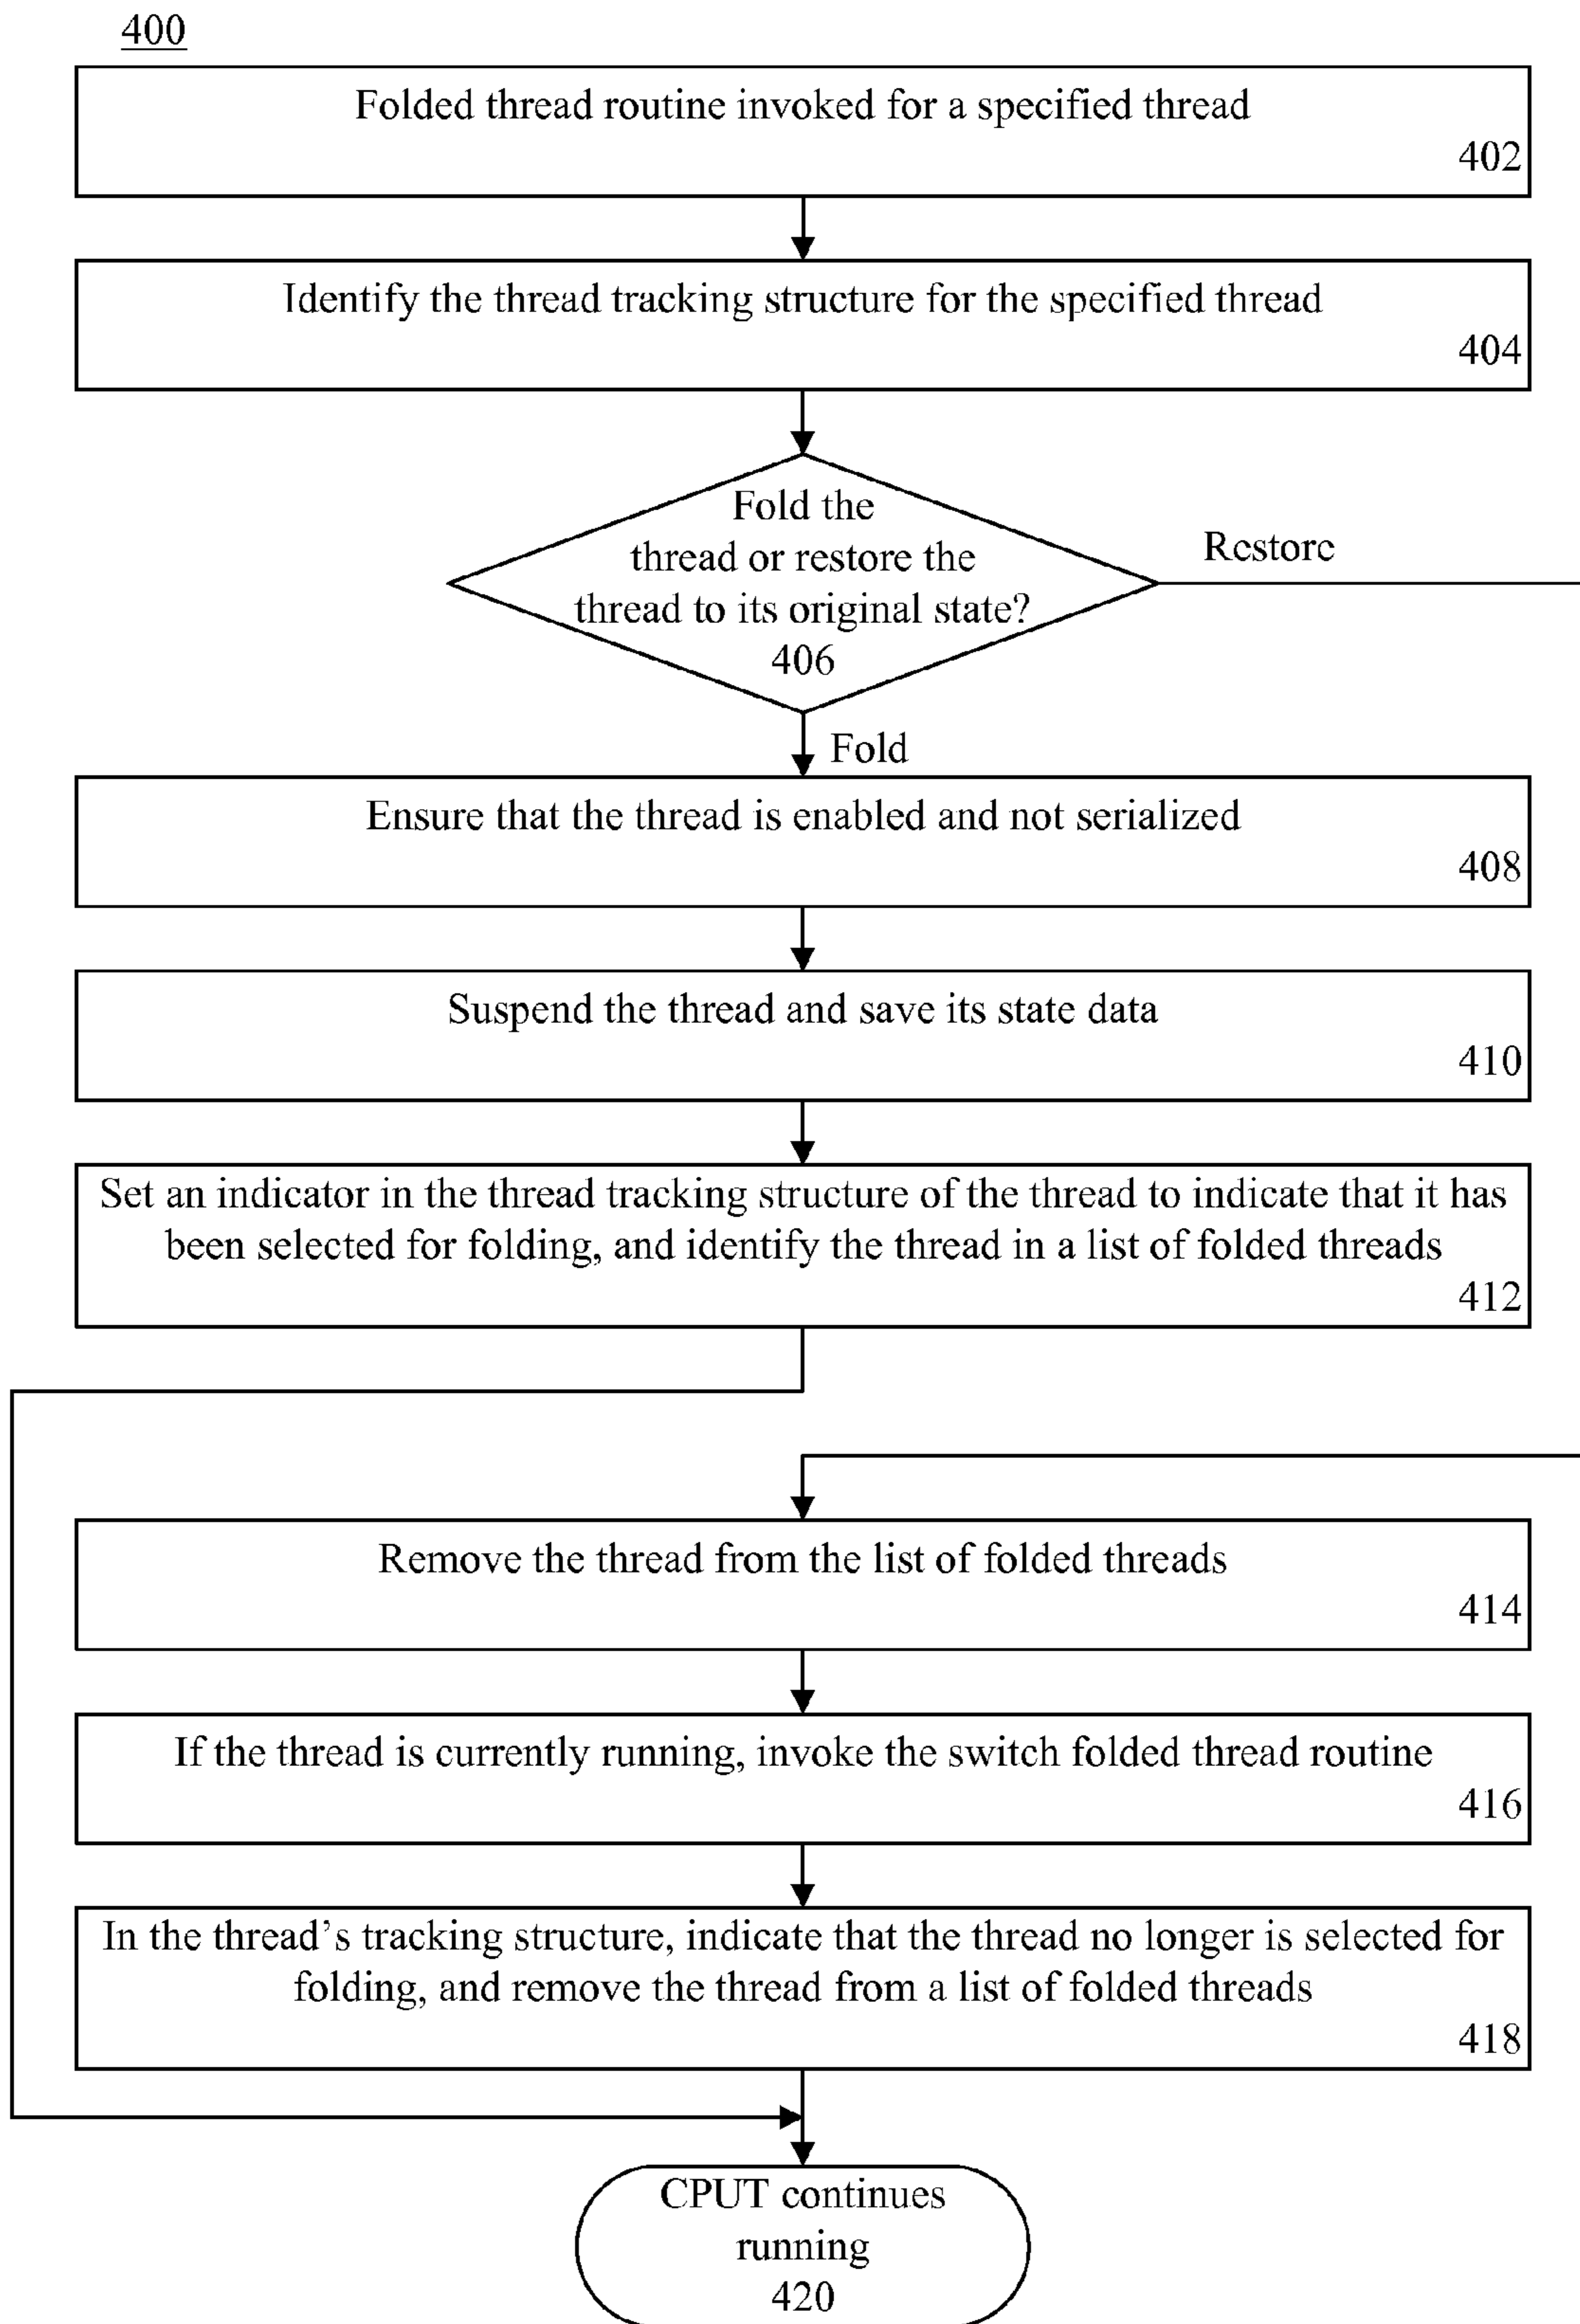 400
Folded thread routine invoked for a specified thread
402
Identify the thread tracking structure for the specified thread
404
Fold the
thread or restore the
thread to its original state?
406
Restore
Fold
Ensure that the thread is enabled and not serialized
408
Suspend the thread and save its state data
410
Set an indicator in the thread tracking structure of the thread to indicate that it has
been selected for folding, and identify the thread in a list of folded threads
412
Remove the thread from the list of folded threads
414
If the thread is currently running, invoke the switch folded thread routine
416
In the thread’s tracking structure, indicate that the thread no longer is selected for
folding, and remove the thread from a list of folded threads
418
CPUT continues
running
420